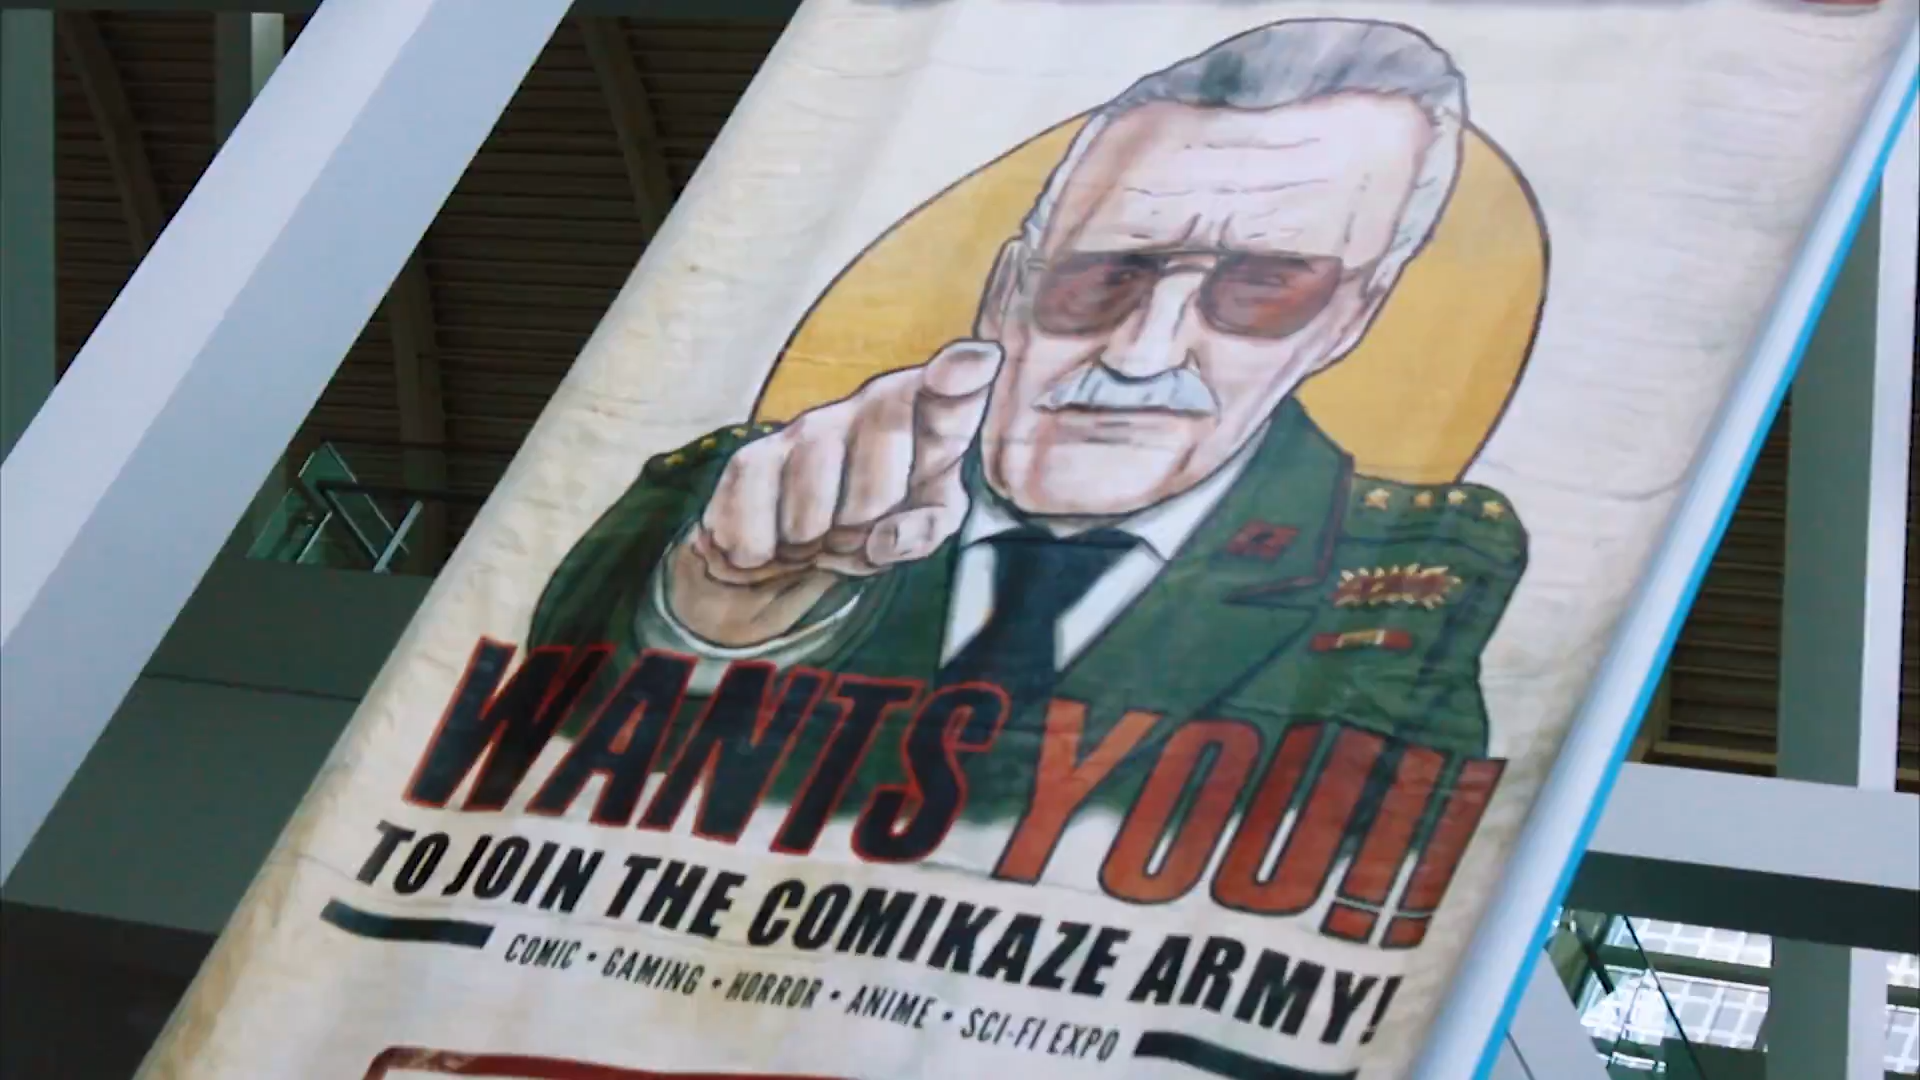 WANTS YOU!!
TO JOIN THE COMIKAZE ARMY!
COMIC • GAMING • HORROR • ANIME • SCI-FI EXPO